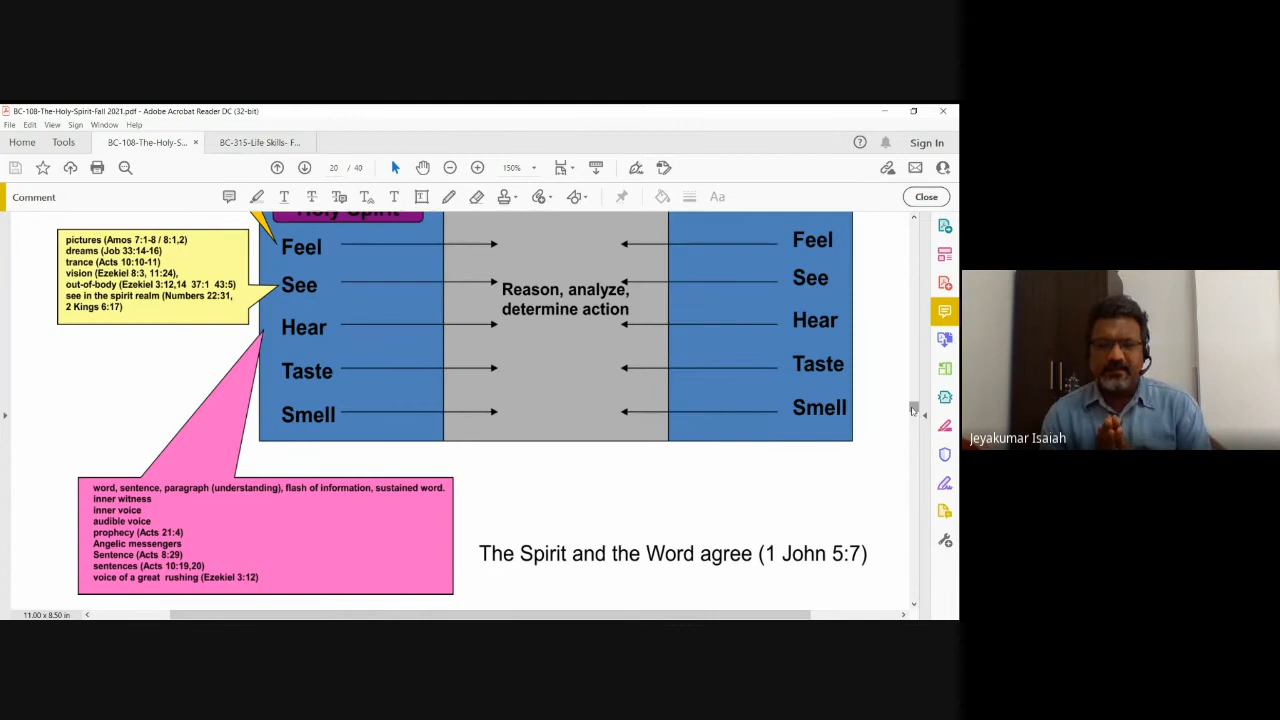 BC-108-The-Holy-Spirit-Fall 2021.pdf - Adobe Acrobat Reader DC (32-bit)
File Edit View Sign Window Help
Home Tools BC-108-The-Holy-S... × BC-315-Life Skills- F... Sign In
20 / 40 150%
Comment Aa Close
Holy Spirit
pictures (Amos 7:1-8 / 8:1,2)
dreams (Job 33:14-16)
trance (Acts 10:10-11)
vision (Ezekiel 8:3, 11:24),
out-of-body (Ezekiel 3:12,14 37:1 43:5)
see in the spirit realm (Numbers 22:31,
2 Kings 6:17)
Feel
See
Hear
Taste
Smell
Reason, analyze,
determine action
Feel
See
Hear
Taste
Smell
word, sentence, paragraph (understanding), flash of information, sustained word.
inner witness
inner voice
audible voice
prophecy (Acts 21:4)
Angelic messengers
Sentence (Acts 8:29)
sentences (Acts 10:19,20)
voice of a great rushing (Ezekiel 3:12)
The Spirit and the Word agree (1 John 5:7)
11.00 x 8.50 in
Jeyakumar Isaiah